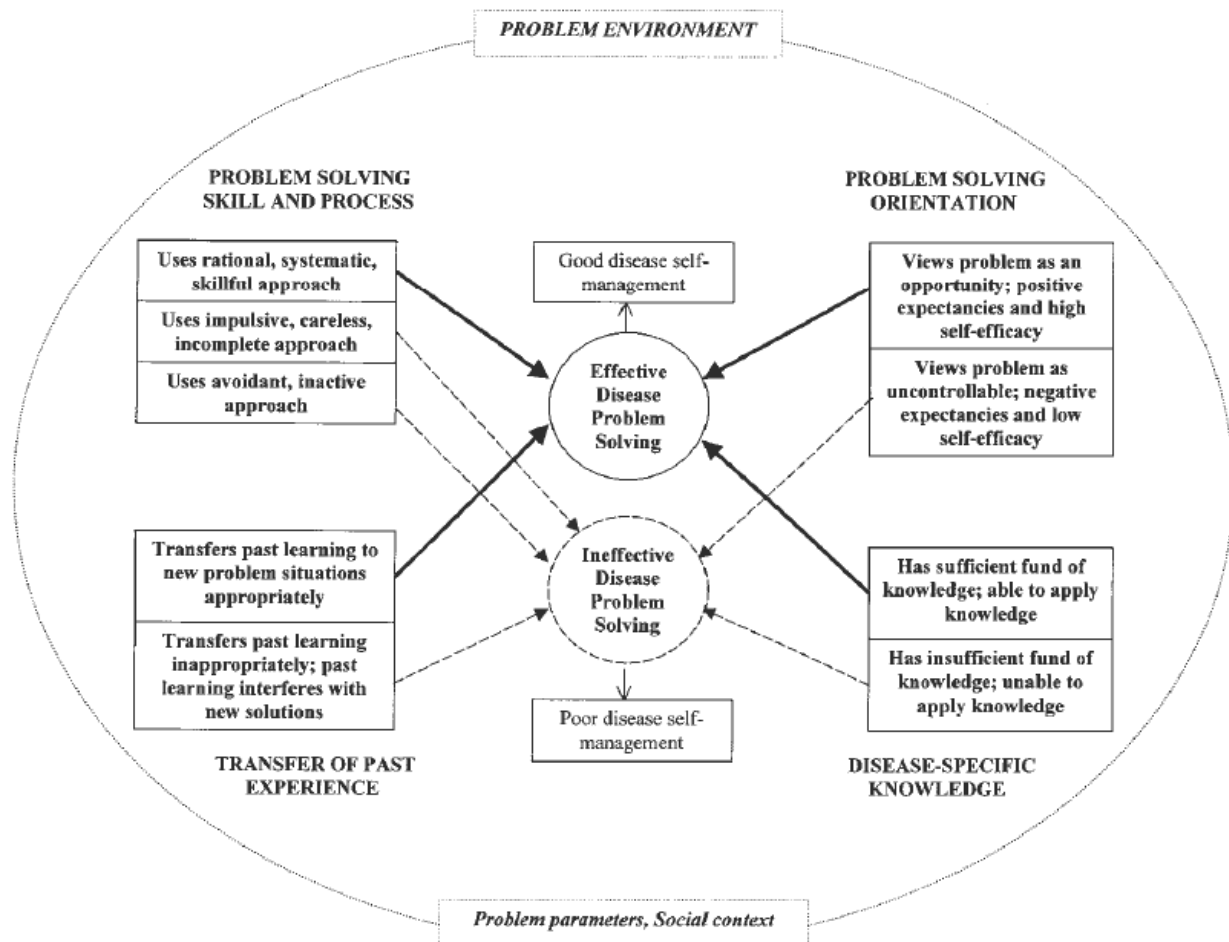 PROBLEM ENVIRONMENT
PROBLEM SOLVING
SKILL AND PROCESS
Uses rational, systematic,
skillful approach
Uses impulsive, careless,
incomplete approach
Uses avoidant, inactive
approach
Good disease self-
management
PROBLEM SOLVING
ORIENTATION
Views problem as an
opportunity; positive
expectancies and high
self-efficacy
Views problem as
uncontrollable; negative
expectancies and low
self-efficacy
Effective
Disease
Problem
Solving
Ineffective
Disease
Problem
Solving
Transfers past learning to
new problem situations
appropriately
Transfers past learning
inappropriately; past
learning interferes with
new solutions
TRANSFER OF PAST
EXPERIENCE
Poor disease self-
management
Has sufficient fund of
knowledge; able to apply
knowledge
Has insufficient fund of
knowledge; unable to
apply knowledge
DISEASE-SPECIFIC
KNOWLEDGE
Problem parameters, Social context